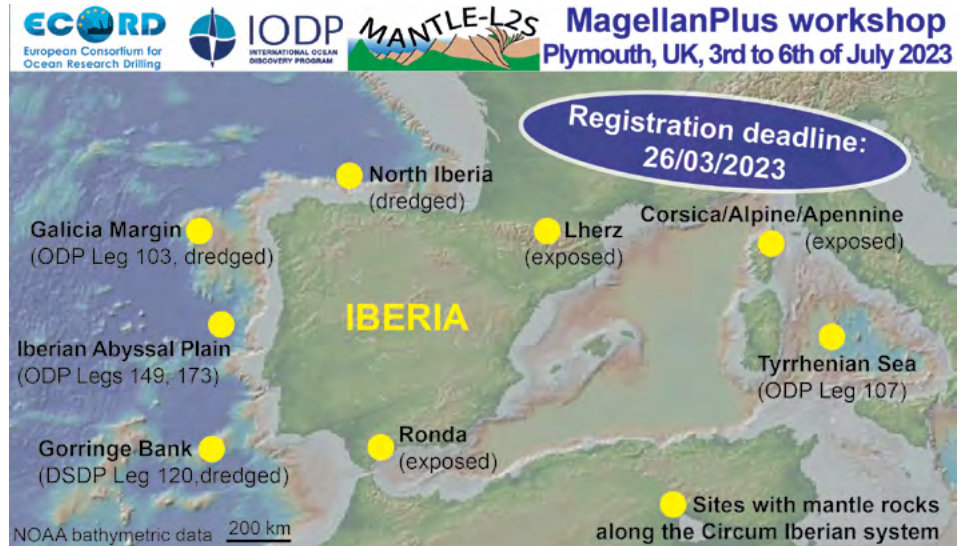 ECORD
European Consortium for
Ocean Research Drilling
IODP
INTERNATIONAL OCEAN
DISCOVERY PROGRAM
MANTLE-L2S
MagellanPlus workshop
Plymouth, UK, 3rd to 6th of July 2023
Registration deadline:
26/03/2023
North Iberia
(dredged)
Galicia Margin
(ODP Leg 103, dredged)
Lherz
(exposed)
Corsica/Alpine/Apennine
(exposed)
IBERIA
Iberian Abyssal Plain
(ODP Legs 149, 173)
Tyrrhenian Sea
(ODP Leg 107)
Gorringe Bank
(DSDP Leg 120,dredged)
Ronda
(exposed)
Sites with mantle rocks
along the Circum Iberian system
NOAA bathymetric data
200 km